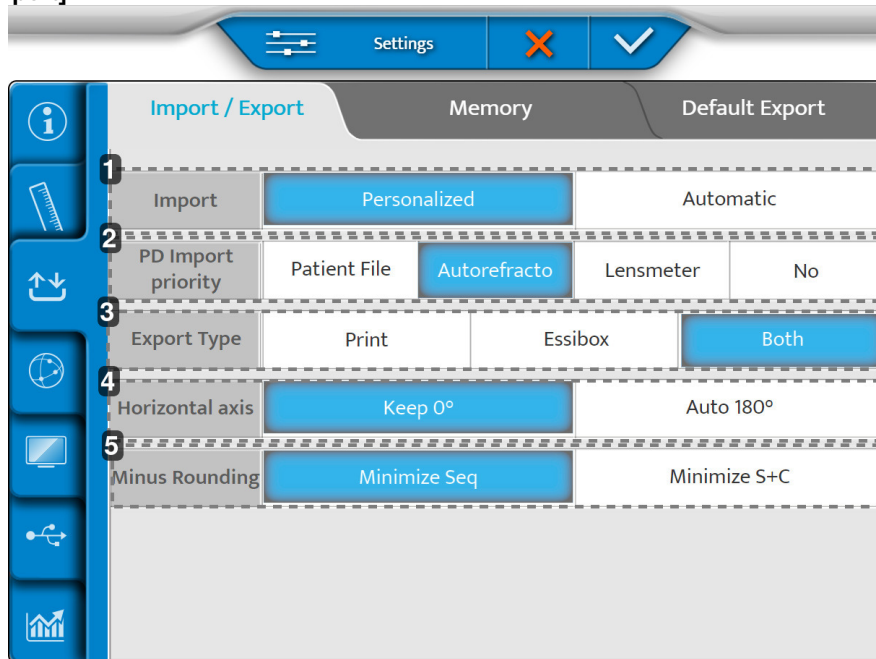 Settings
Import / Export Memory Default Export
1
Import Personalized Automatic
2
PD Import priority Patient File Autorefracto Lensmeter No
3
Export Type Print Essibox Both
4
Horizontal axis Keep 0° Auto 180°
5
Minus Rounding Minimize Seq Minimize S+C